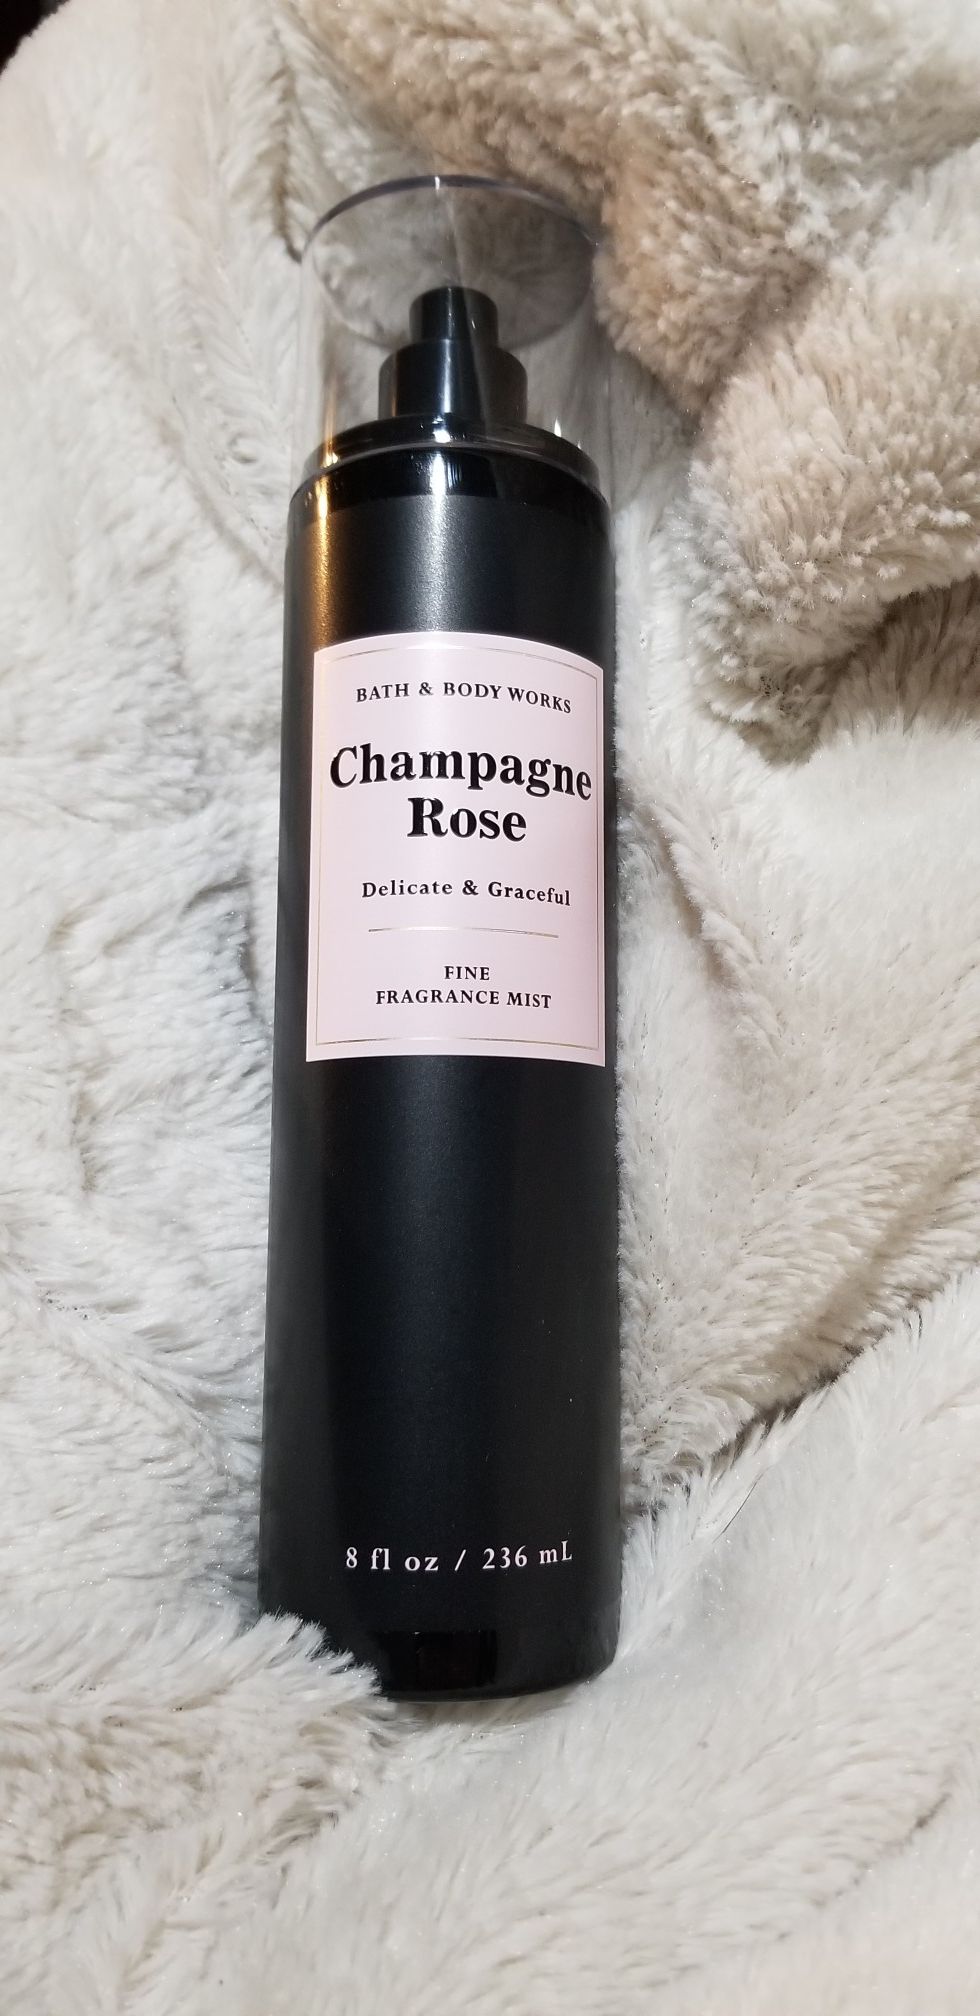 BATH & BODY WORKS
Champagne
Rose
Delicate & Graceful
FINE
FRAGRANCE MIST
8 fl oz / 236 mL